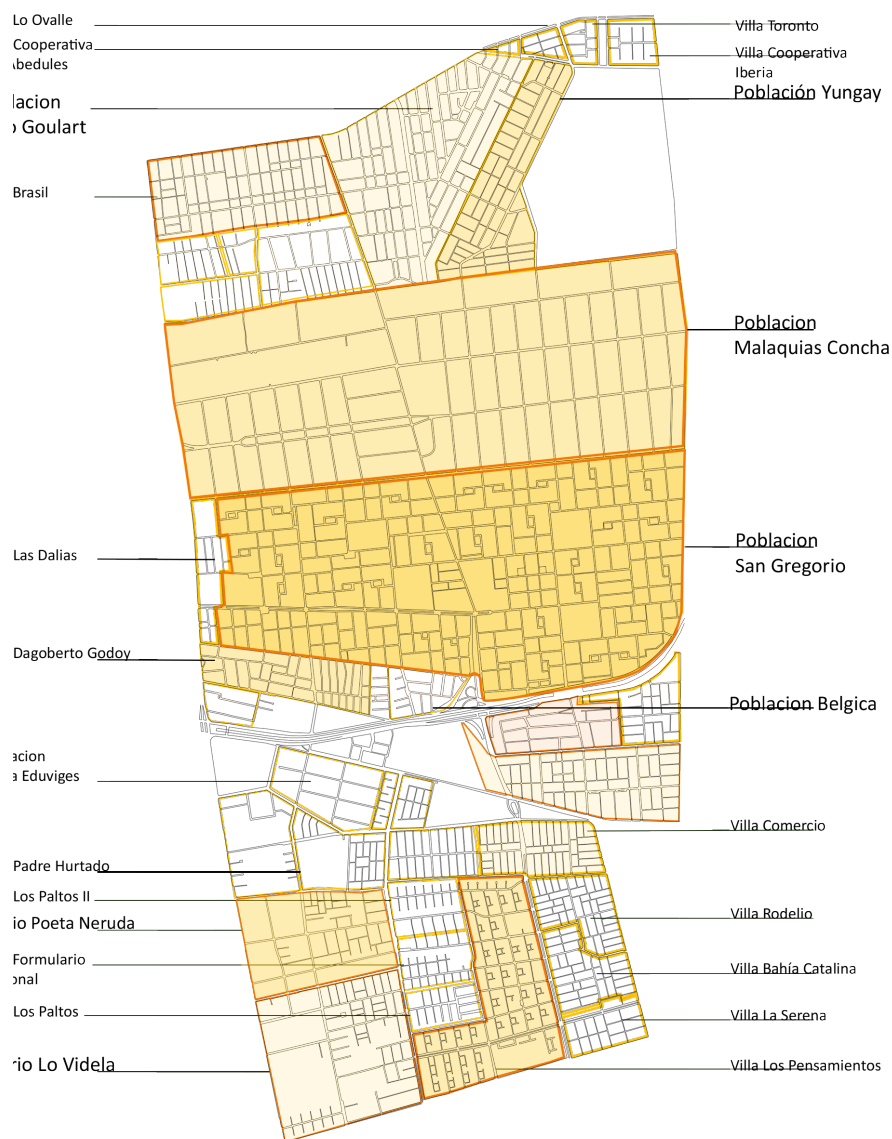 Lo Ovalle
Cooperativa
Abedules
lacion
o Goulart
Brasil
Las Dalias
Dagoberto Godoy
acion
a Eduviges
Padre Hurtado
Los Paltos II
io Poeta Neruda
Formulario
onal
Los Paltos
rio Lo Videla
Villa Toronto
Villa Cooperativa
Iberia
Población Yungay
Poblacion
Malaquias Concha
Poblacion
San Gregorio
Poblacion Belgica
Villa Comercio
Villa Rodelio
Villa Bahía Catalina
Villa La Serena
Villa Los Pensamientos